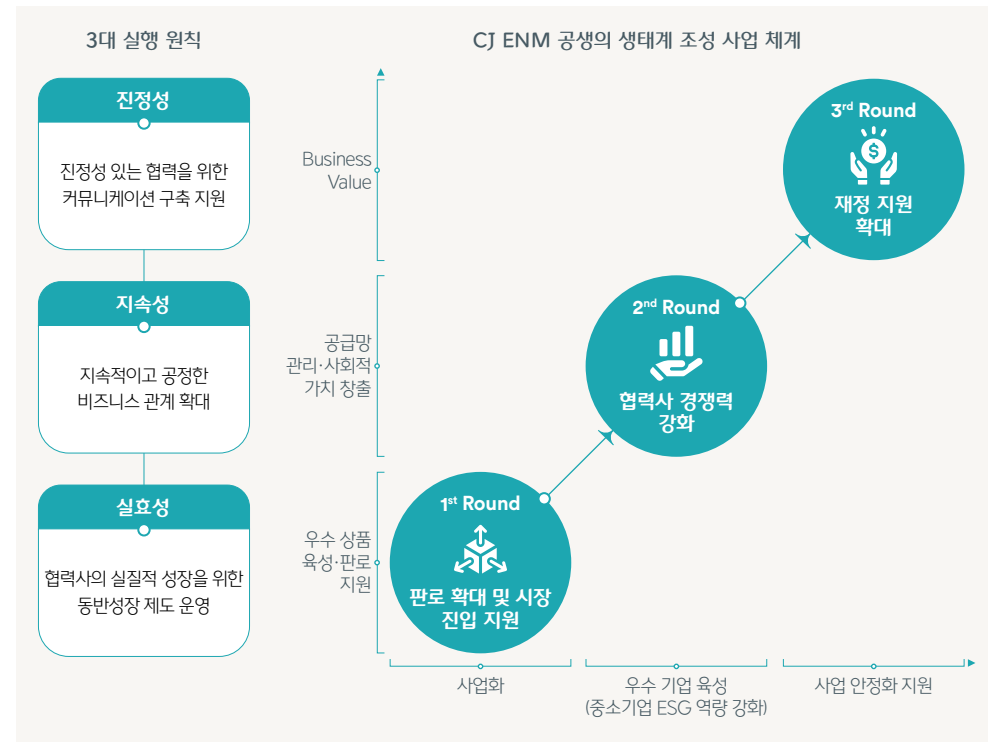 3대 실행 원칙
진정성
진정성 있는 협력을 위한
커뮤니케이션 구축 지원
지속성
지속적이고 공정한
비즈니스 관계 확대
실효성
협력사의 실질적 성장을 위한
동반성장 제도 운영
CJ ENM 공생의 생태계 조성 사업 체계
Business
Value
공급망
관리·사회적
가치 창출
우수 상품
육성·판로
지원
3rd Round
재정 지원
확대
2nd Round
협력사 경쟁력
강화
1st Round
판로 확대 및 시장
진입 지원
사업화
우수 기업 육성
(중소기업 ESG 역량 강화)
사업 안정화 지원